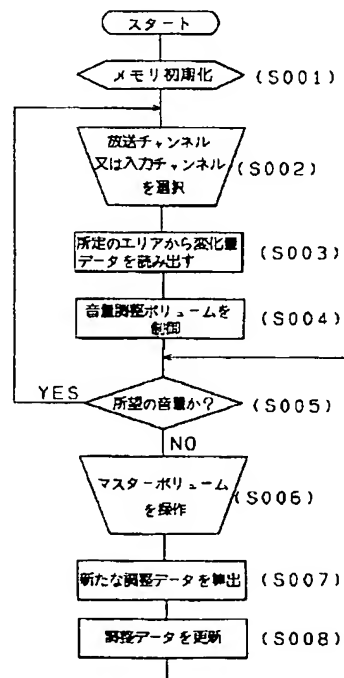 スタート
メモリ初期化
(S001)
放送チャンネル
又は入力チャンネル
を選択
(S002)
所定のエリアから変化量
データを読み出す
(S003)
音量調整ボリュームを
制御
(S004)
YES
所望の音量か?
(S005)
NO
マスターボリューム
を操作
(S006)
新たな調整データを算出
(S007)
調整データを更新
(S008)